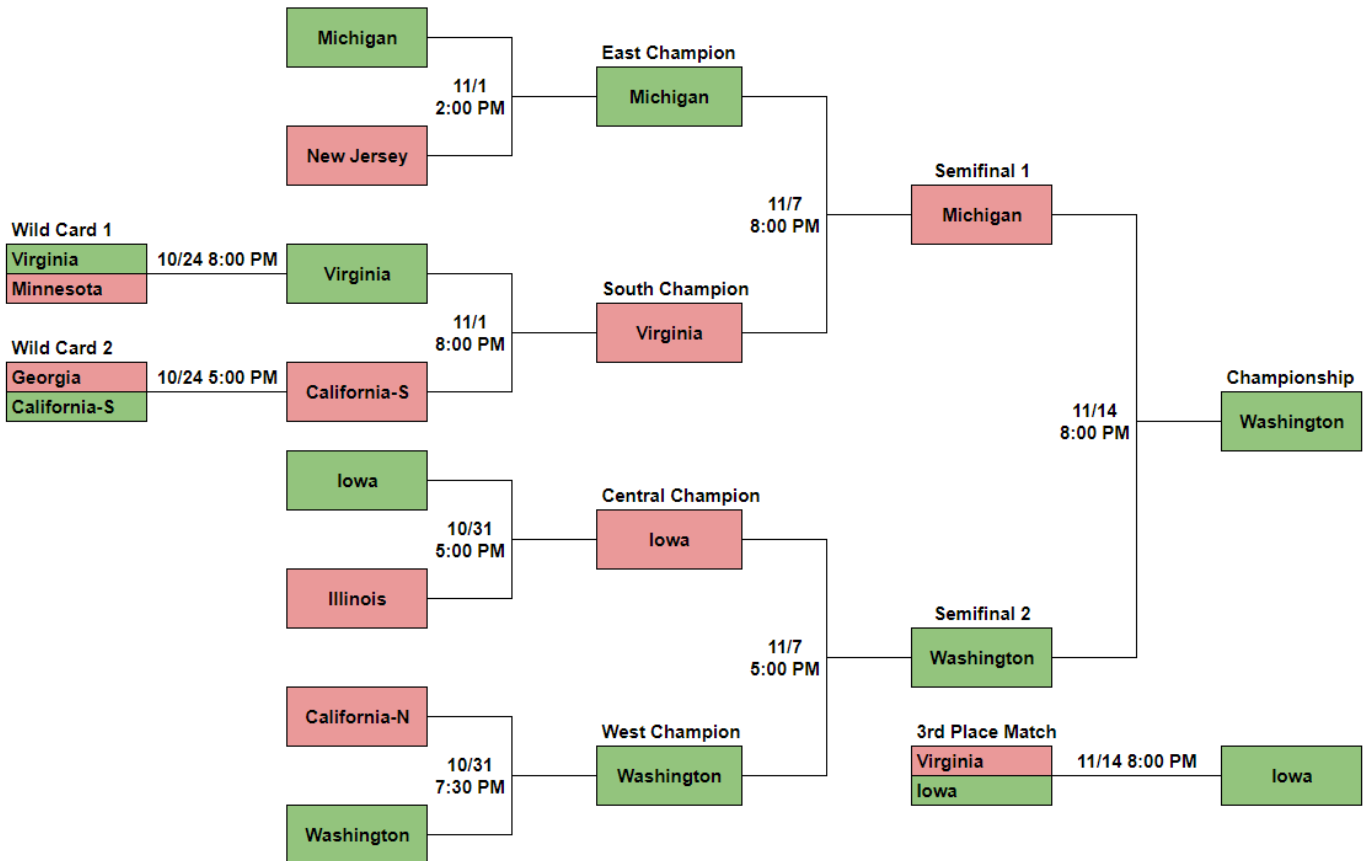 Michigan
11/1
2:00 PM
New Jersey
East Champion
Michigan
Wild Card 1
Virginia
Minnesota
10/24 8:00 PM
Virginia
Wild Card 2
Georgia
California-S
10/24 5:00 PM
California-S
11/1
8:00 PM
South Champion
Virginia
11/7
8:00 PM
Semifinal 1
Michigan
Iowa
10/31
5:00 PM
Illinois
Central Champion
Iowa
California-N
10/31
7:30 PM
Washington
West Champion
Washington
11/7
5:00 PM
Semifinal 2
Washington
11/14
8:00 PM
Championship
Washington
3rd Place Match
Virginia
Iowa
11/14 8:00 PM
Iowa